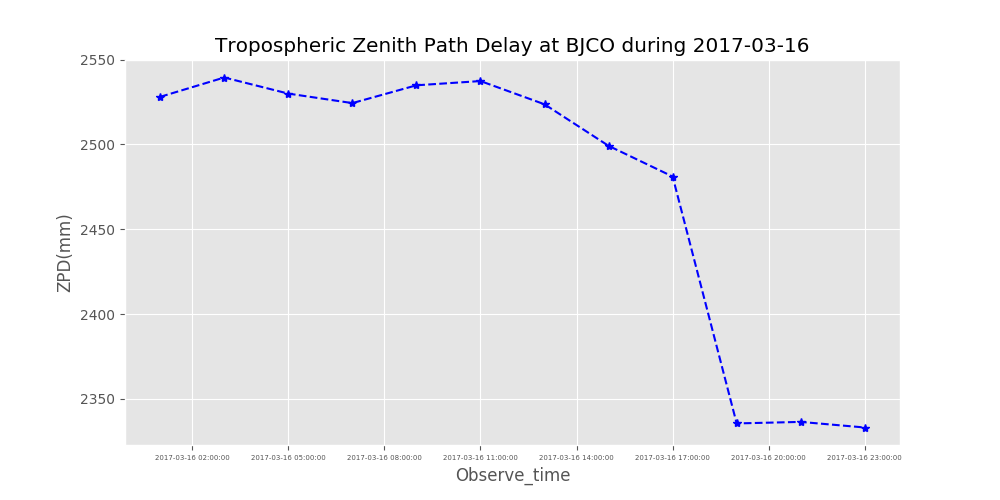 Tropospheric Zenith Path Delay at BJCO during 2017-03-16
2550
2500
2450
2400
2350
ZPD(mm)
2017-03-16 02:00:00 2017-03-16 05:00:00 2017-03-16 08:00:00 2017-03-16 11:00:00 2017-03-16 14:00:00 2017-03-16 17:00:00 2017-03-16 20:00:00 2017-03-16 23:00:00
Observe_time